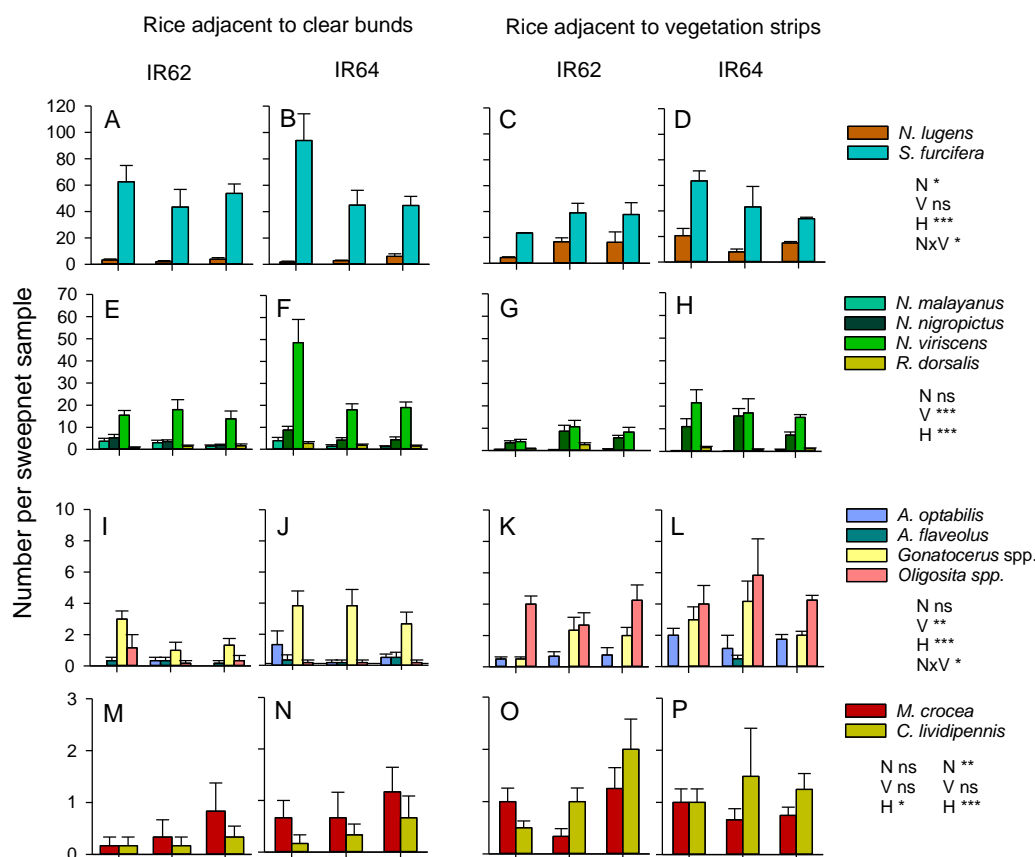 Rice adjacent to clear bunds
Rice adjacent to vegetation strips
IR62
IR64
IR62
IR64
Number per sweepnet sample
120
100
80
60
40
20
0
A
B
C
D
N. lugens
S. furcifera
N *
V ns
H ***
NxV *
70
60
50
40
30
20
10
0
E
F
G
H
N. malayanus
N. nigropictus
N. viriscens
R. dorsalis
N ns
V ***
H ***
10
8
6
4
2
0
I
J
K
L
A. optabilis
A. flaveolus
Gonatocerus spp.
Oligosita spp.
N ns
V **
H ***
NxV *
3
2
1
0
M
N
O
P
M. crocea
C. lividipennis
N ns N **
V ns V ns
H * H ***